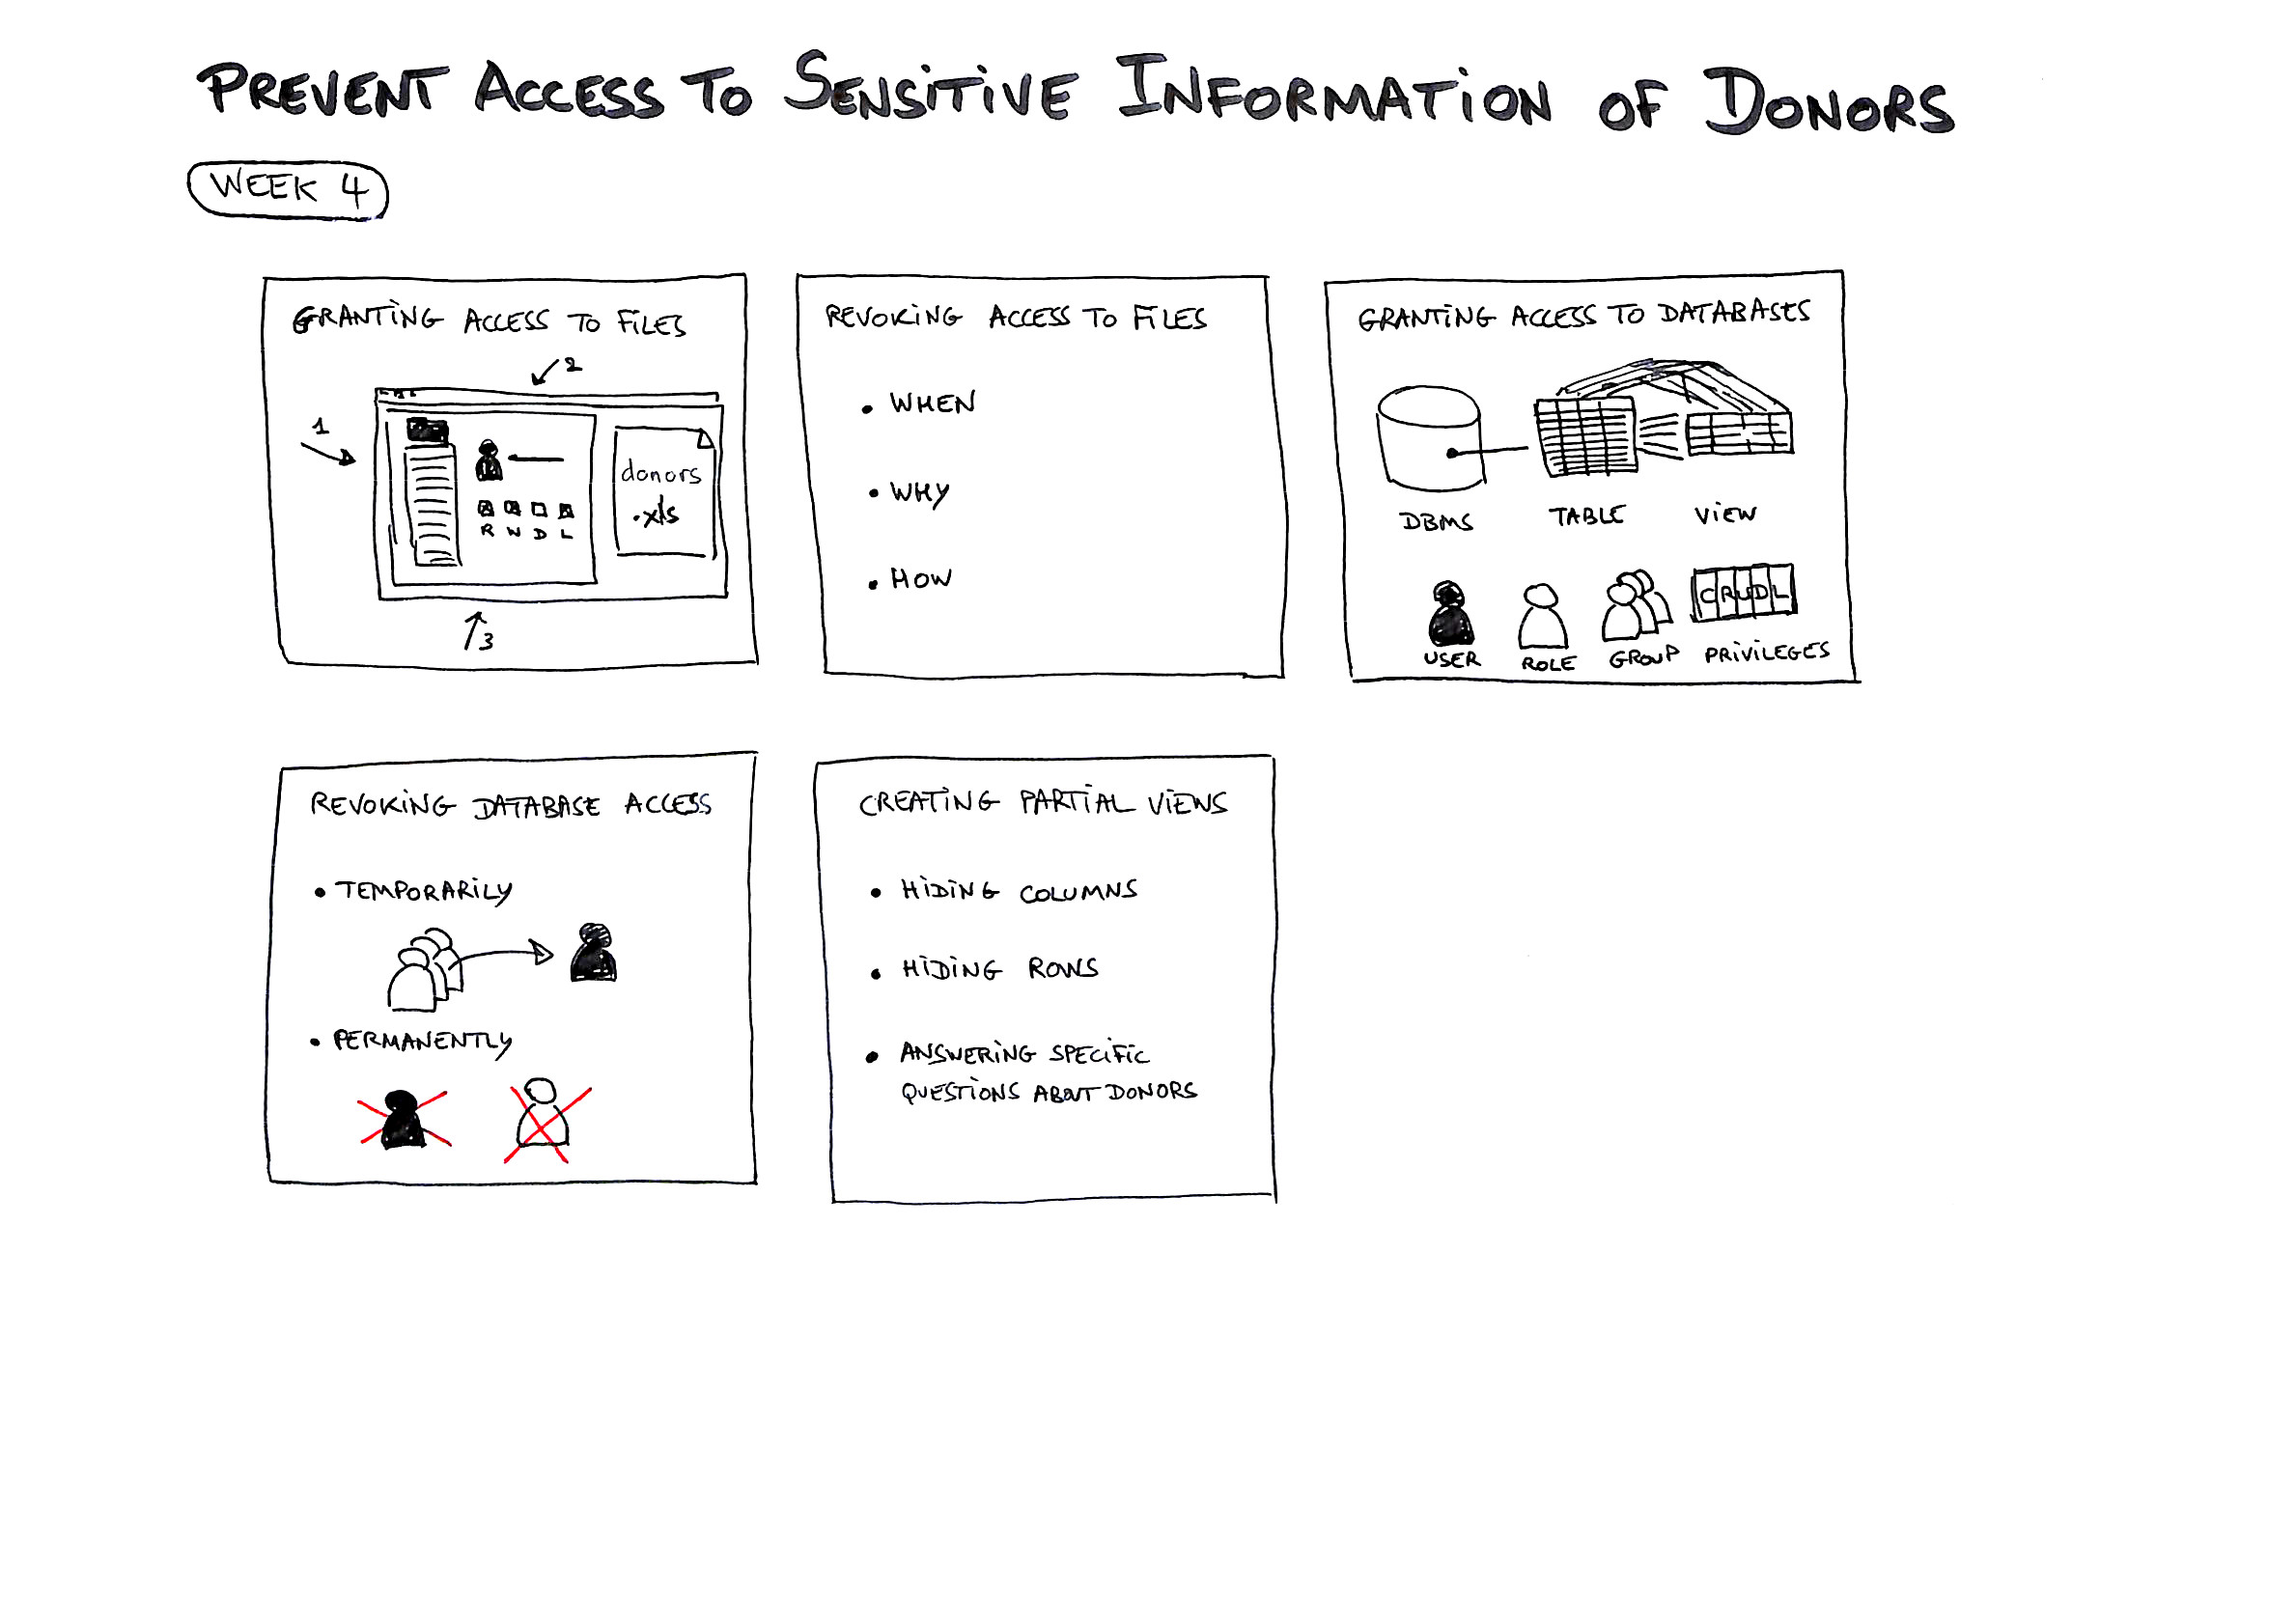 PREVENT ACCESS TO SENSITIVE INFORMATION OF DONORS
WEEK 4
GRANTING ACCESS TO FILES
1
2
donors
.xls
R W D L
3
REVOKING ACCESS TO FILES
• WHEN
• WHY
• HOW
GRANTING ACCESS TO DATABASES
DBMS TABLE VIEW
CRUDL
USER ROLE GROUP PRIVILEGES
REVOKING DATABASE ACCESS
• TEMPORARILY
• PERMANENTLY
CREATING PARTIAL VIEWS
• HIDING COLUMNS
• HIDING ROWS
• ANSWERING SPECIFIC
QUESTIONS ABOUT DONORS